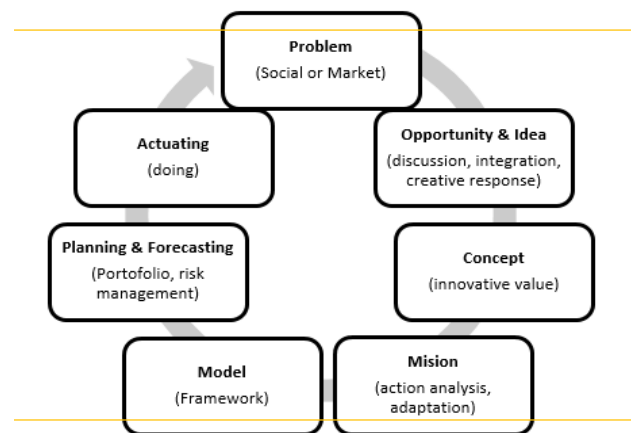 Problem
(Social or Market)
Opportunity & Idea
(discussion, integration,
creative response)
Concept
(innovative value)
Mision
(action analysis,
adaptation)
Model
(Framework)
Planning & Forecasting
(Portofolio, risk
management)
Actuating
(doing)